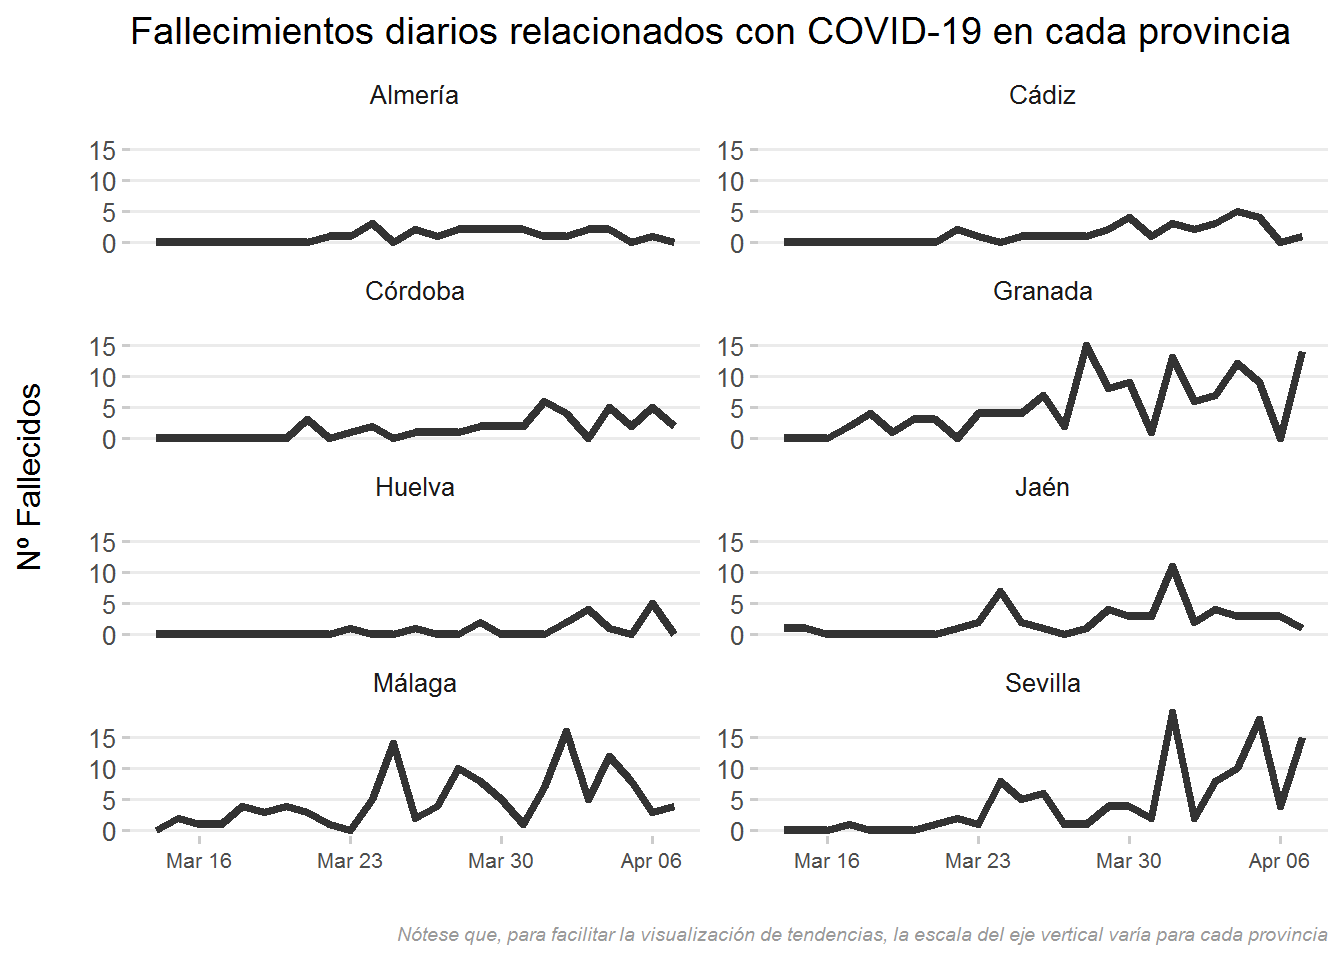 Fallecimientos diarios relacionados con COVID-19 en cada provincia
Almería
Cádiz
15
10
5
0
15
10
5
0
Córdoba
Granada
15
10
5
0
15
10
5
0
Nº Fallecidos
Huelva
Jaén
15
10
5
0
15
10
5
0
Málaga
Sevilla
15
10
5
0
15
10
5
0
Mar 16 Mar 23 Mar 30 Apr 06
Mar 16 Mar 23 Mar 30 Apr 06
Nótese que, para facilitar la visualización de tendencias, la escala del eje vertical varía para cada provincia